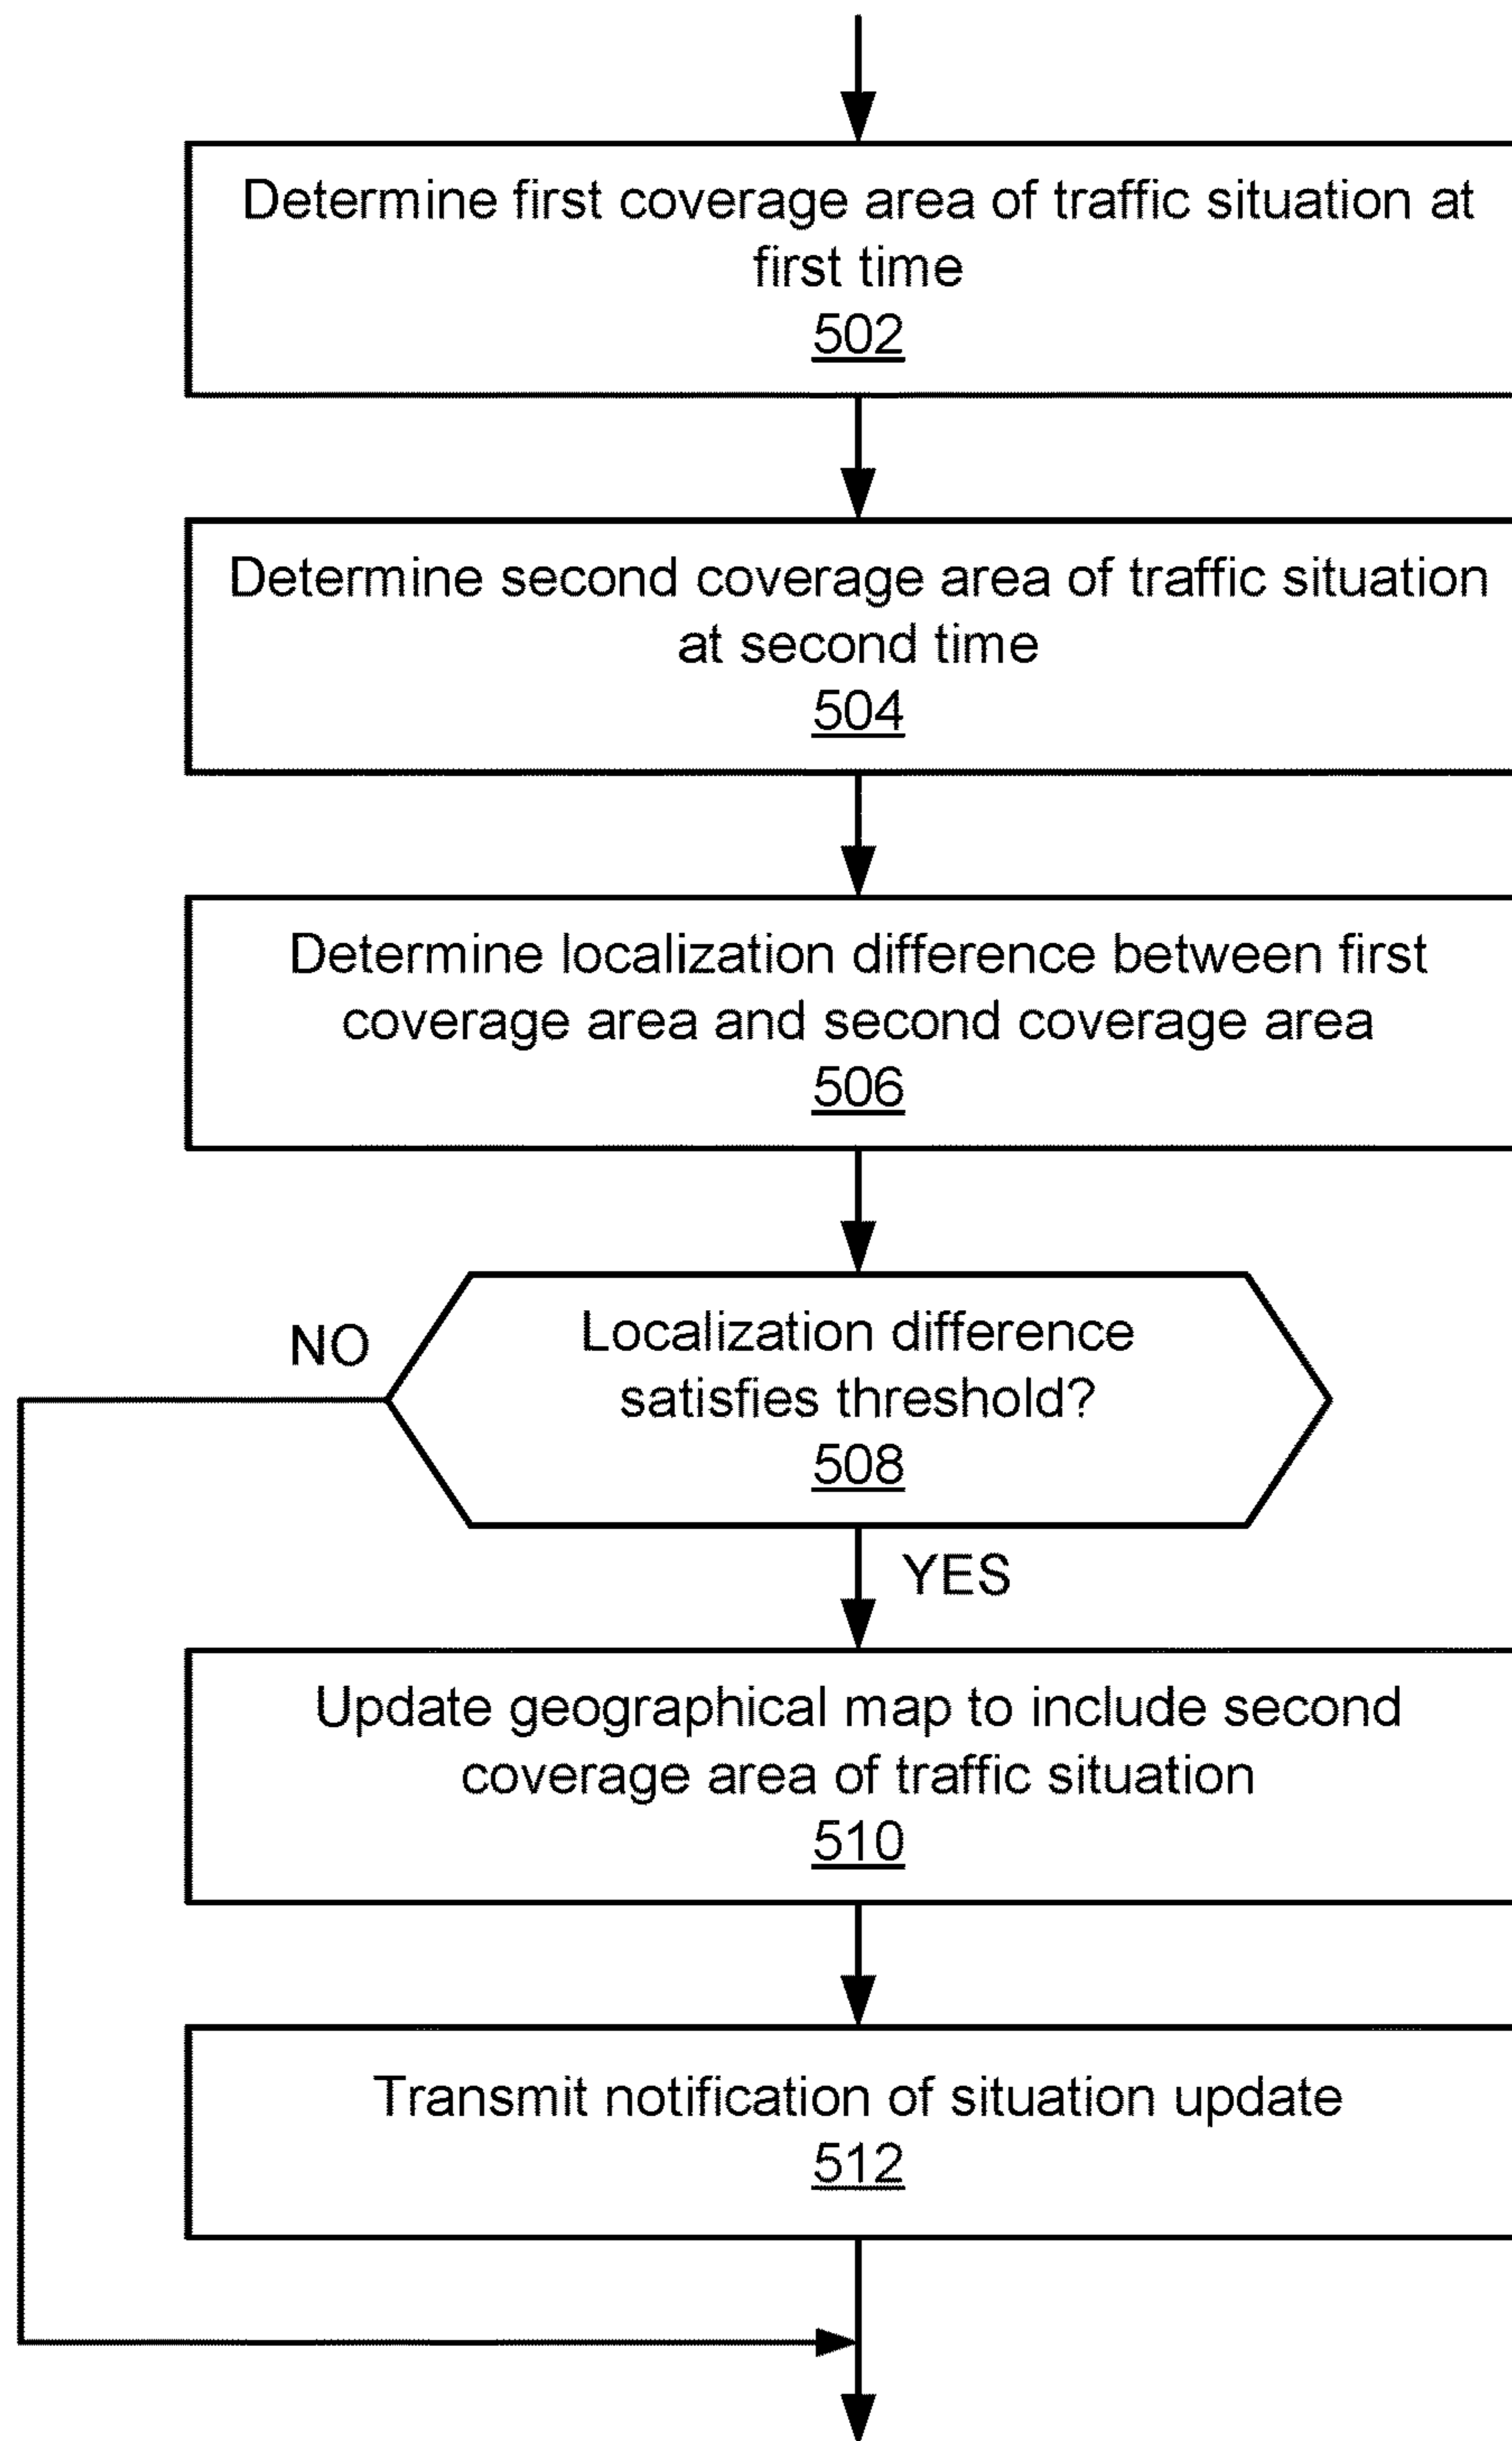 Determine first coverage area of traffic situation at
first time
502
Determine second coverage area of traffic situation
at second time
504
Determine localization difference between first
coverage area and second coverage area
506
Localization difference
satisfies threshold?
508
NO
YES
Update geographical map to include second
coverage area of traffic situation
510
Transmit notification of situation update
512